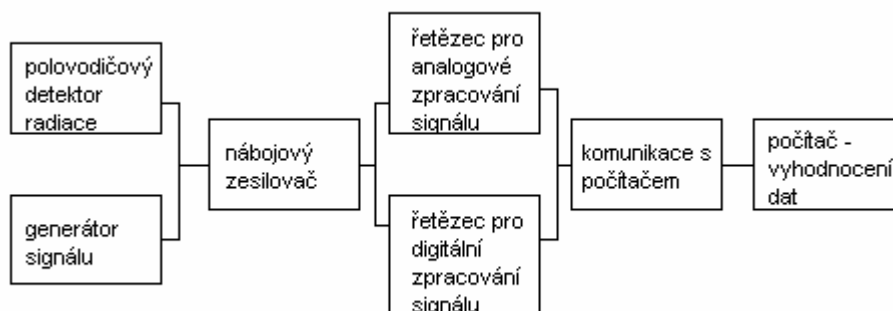 polovodičový
detektor
radiace
generátor
signálu
nábojový
zesilovač
řetězec pro
analogové
zpracování
signálu
řetězec pro
digitální
zpracování
signálu
komunikace s
počítačem
počítač -
vyhodnocení
dat